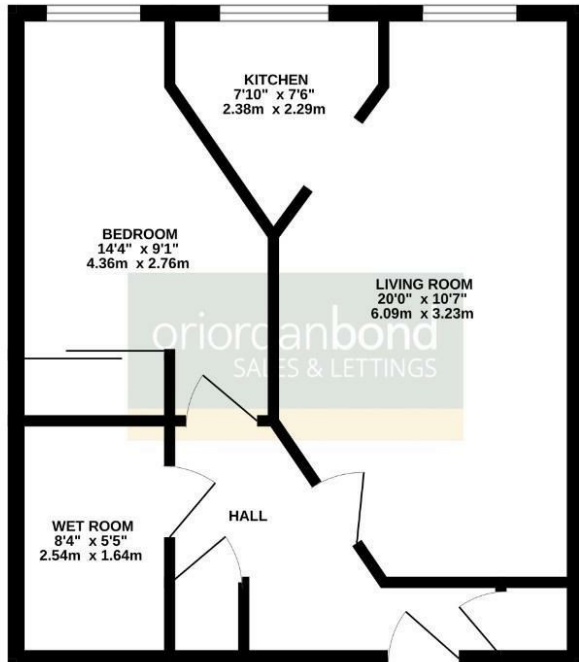 KITCHEN
7'10" x 7'6"
2.38m x 2.29m
BEDROOM
14'4" x 9'1"
4.36m x 2.76m
LIVING ROOM
20'0" x 10'7"
6.09m x 3.23m
oriordanbond
SALES & LETTINGS
WET ROOM
8'4" x 5'5"
2.54m x 1.64m
HALL